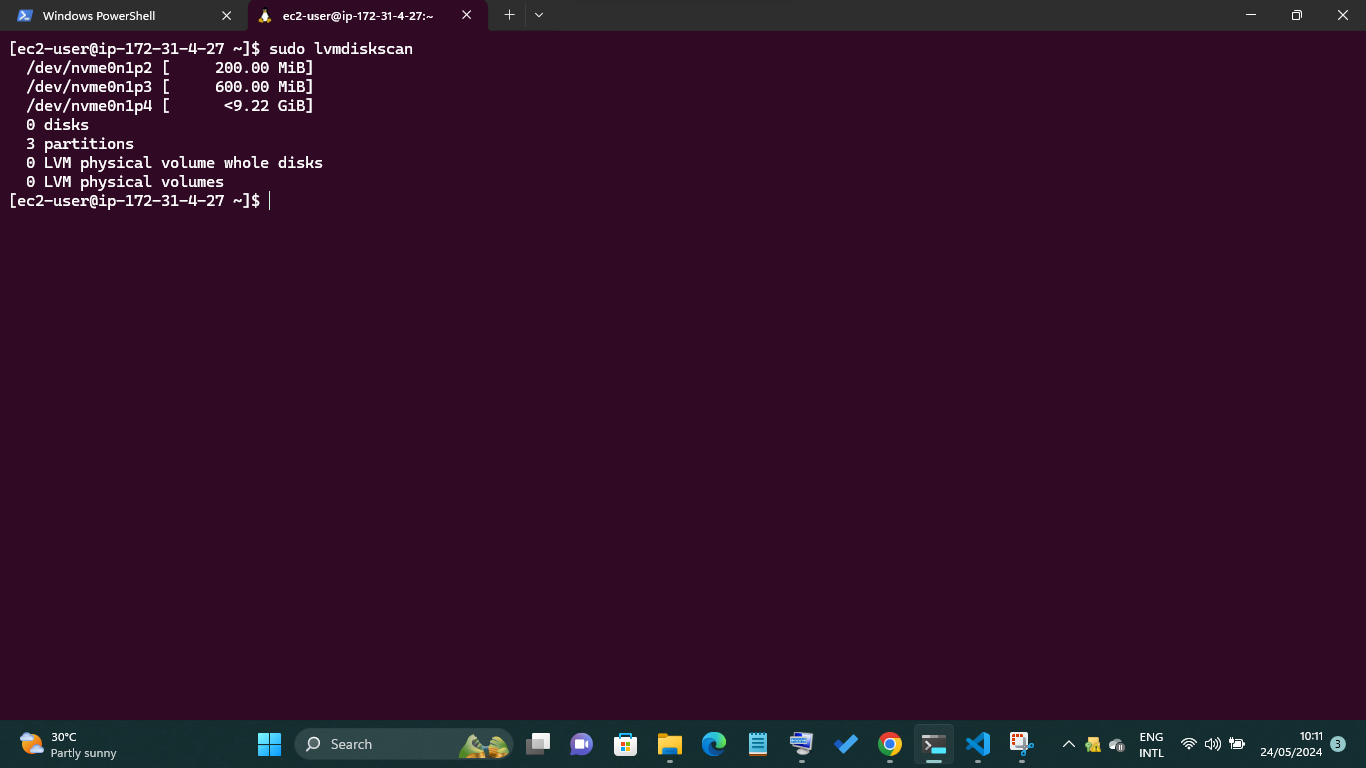 Windows PowerShell
ec2-user@ip-172-31-4-27:~
[ec2-user@ip-172-31-4-27 ~]$ sudo lvmdiskscan
/dev/nvme0n1p2 [     200.00 MiB]
/dev/nvme0n1p3 [     600.00 MiB]
/dev/nvme0n1p4 [      <9.22 GiB]
0 disks
3 partitions
0 LVM physical volume whole disks
0 LVM physical volumes
[ec2-user@ip-172-31-4-27 ~]$
30°C
Partly sunny
Search
ENG
INTL
10:11
24/05/2024
3